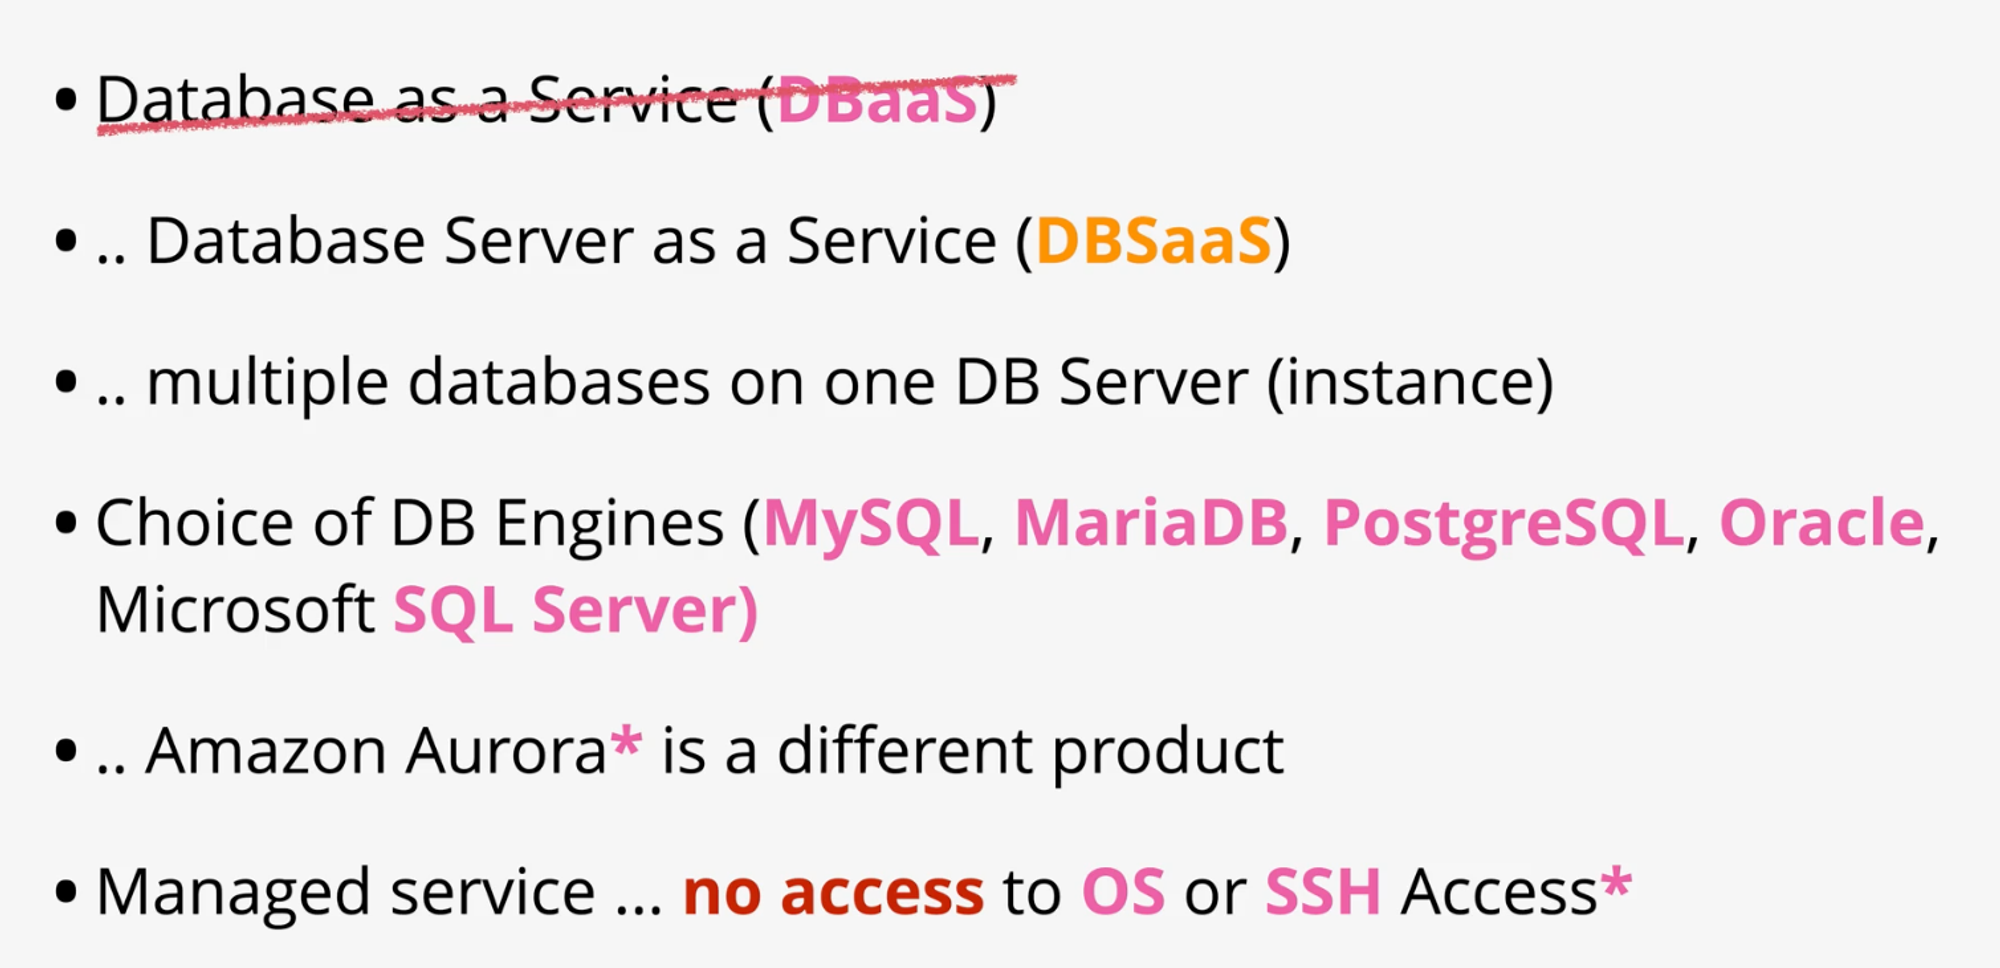 • Database as a Service (DBaaS)
• .. Database Server as a Service (DBSaaS)
• .. multiple databases on one DB Server (instance)
• Choice of DB Engines (MySQL, MariaDB, PostgreSQL, Oracle,
Microsoft SQL Server)
• .. Amazon Aurora* is a different product
• Managed service ... no access to OS or SSH Access*